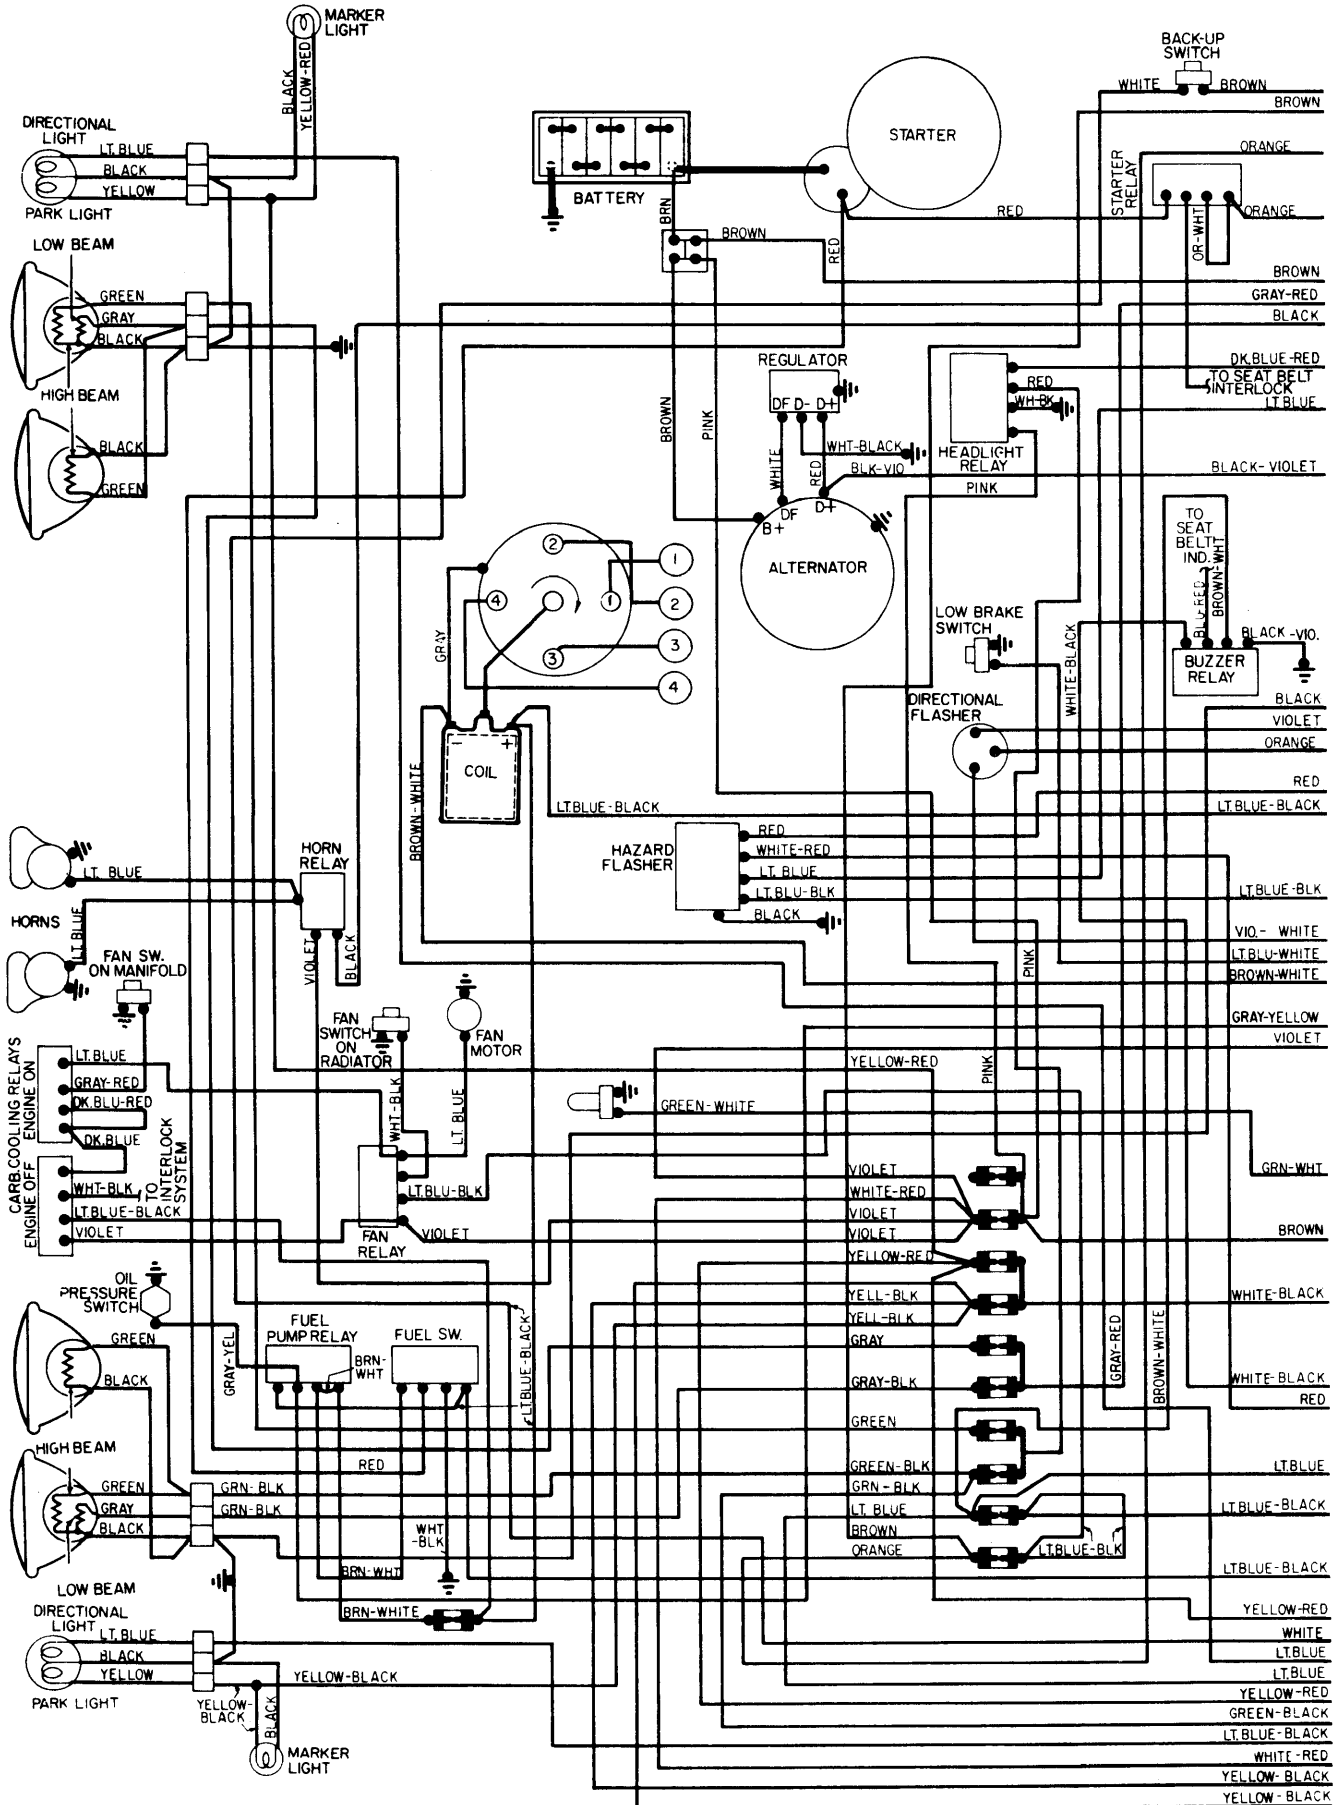 MARKER
LIGHT
BLACK
YELLOW-RED
DIRECTIONAL
LIGHT
LT. BLUE
BLACK
YELLOW
PARK LIGHT
BATTERY
BRN
BROWN
STARTER
RED
RED
BACK-UP
SWITCH
WHITE
BROWN
BROWN
ORANGE
STARTER
RELAY
OR-WHT
ORANGE
BROWN
GRAY-RED
BLACK
LOW BEAM
GREEN
GRAY
BLACK
HIGH BEAM
BLACK
GREEN
REGULATOR
DF D- D+
BROWN
PINK
WHITE
WHT-BLACK
RED
BLK-VIO
DF
D+
B+
ALTERNATOR
DK.BLUE-RED
TO SEAT BELT
INTERLOCK
RED
WH-BK
LT.BLUE
HEADLIGHT
RELAY
PINK
BLACK-VIOLET
TO
SEAT
BELT
IND.
BLU-RED
BROWN-WHT
BLACK-VIO.
BUZZER
RELAY
LOW BRAKE
SWITCH
WHITE-BLACK
DIRECTIONAL
FLASHER
BLACK
VIOLET
ORANGE
RED
LT.BLUE-BLACK
2
4
1
3
1
2
3
4
GRAY
-
+
COIL
BROWN-WHITE
LT.BLUE-BLACK
HAZARD
FLASHER
RED
WHITE-RED
LT. BLUE
LT.BLU-BLK
BLACK
LT.BLUE-BLK
VIO.- WHITE
LT.BLU-WHITE
BROWN-WHITE
GRAY-YELLOW
VIOLET
HORN
RELAY
LT. BLUE
HORNS
LT.BLUE
VIOLET
BLACK
FAN SW.
ON MANIFOLD
FAN
SWITCH
ON
RADIATOR
FAN
MOTOR
WHT-BLK
LT. BLUE
CARB.COOLING RELAYS
ENGINE OFF ENGINE ON
LT.BLUE
GRAY-RED
DK.BLU-RED
DK.BLUE
WHT-BLK
TO
INTERLOCK
SYSTEM
LT.BLUE-BLACK
VIOLET
LT.BLU-BLK
FAN
RELAY
VIOLET
PINK
YELLOW-RED
PINK
GREEN-WHITE
GRN-WHT
VIOLET
WHITE-RED
VIOLET
VIOLET
BROWN
YELLOW-RED
YELL-BLK
YELL-BLK
WHITE-BLACK
GRAY
GRAY-BLK
GRAY-RED
BROWN-WHITE
WHITE-BLACK
RED
GREEN
GREEN-BLK
GRN-BLK
LT. BLUE
BROWN
ORANGE
LT.BLUE-BLK
LT.BLUE
LT.BLUE-BLACK
OIL
PRESSURE
SWITCH
GREEN
BLACK
GRAY-YEL
FUEL
PUMP RELAY
BRN-
WHT
FUEL SW.
LT.BLUE-BLACK
HIGH BEAM
RED
GREEN
GRAY
BLACK
GRN-BLK
GRN-BLK
WHT
-BLK
BRN-WHT
LOW BEAM
BRN-WHITE
LT.BLUE-BLACK
YELLOW-RED
WHITE
LT.BLUE
LT.BLUE
YELLOW-RED
GREEN-BLACK
LT.BLUE-BLACK
WHITE-RED
YELLOW-BLACK
YELLOW-BLACK
DIRECTIONAL
LIGHT
LT.BLUE
BLACK
YELLOW
PARK LIGHT
YELLOW-
BLACK
BLACK
YELLOW-BLACK
MARKER
LIGHT